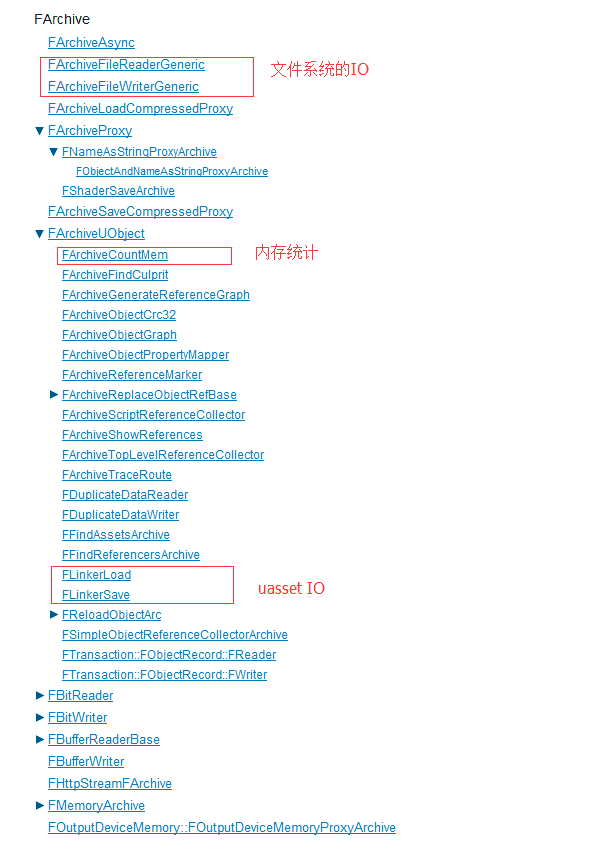 FArchive
FArchiveAsync
FArchiveFileReaderGeneric
文件系统的IO
FArchiveFileWriterGeneric
FArchiveLoadCompressedProxy
FArchiveProxy
FNameAsStringProxyArchive
FObjectAndNameAsStringProxyArchive
FShaderSaveArchive
FArchiveSaveCompressedProxy
FArchiveUObject
FArchiveCountMem
内存统计
FArchiveFindCulprit
FArchiveGenerateReferenceGraph
FArchiveObjectCrc32
FArchiveObjectGraph
FArchiveObjectPropertyMapper
FArchiveReferenceMarker
FArchiveReplaceObjectRefBase
FArchiveScriptReferenceCollector
FArchiveShowReferences
FArchiveTopLevelReferenceCollector
FArchiveTraceRoute
FDuplicateDataReader
FDuplicateDataWriter
FFindAssetsArchive
FFindReferencersArchive
FLinkerLoad
FLinkerSave
uasset IO
FReloadObjectArc
FSimpleObjectReferenceCollectorArchive
FTransaction::FObjectRecord::FReader
FTransaction::FObjectRecord::FWriter
FBitReader
FBitWriter
FBufferReaderBase
FBufferWriter
FHttpStreamFArchive
FMemoryArchive
FOutputDeviceMemory::FOutputDeviceMemoryProxyArchive